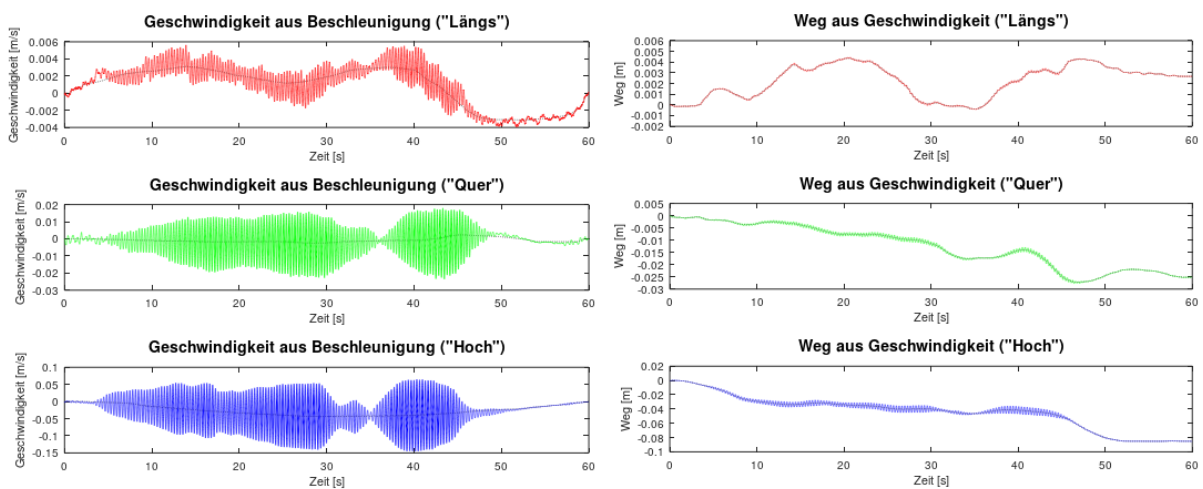 Geschwindigkeit aus Beschleunigung ("Längs")
Geschwindigkeit [m/s]
0.006
0.004
0.002
0
-0.002
-0.004
0 10 20 30 40 50 60
Zeit [s]
Weg aus Geschwindigkeit ("Längs")
Weg [m]
0.006
0.005
0.004
0.003
0.002
0.001
0
-0.001
-0.002
0 10 20 30 40 50 60
Zeit [s]
Geschwindigkeit aus Beschleunigung ("Quer")
Geschwindigkeit [m/s]
0.02
0.01
0
-0.01
-0.02
-0.03
0 10 20 30 40 50 60
Zeit [s]
Weg aus Geschwindigkeit ("Quer")
Weg [m]
0.005
0
-0.005
-0.01
-0.015
-0.02
-0.025
-0.03
0 10 20 30 40 50 60
Zeit [s]
Geschwindigkeit aus Beschleunigung ("Hoch")
Geschwindigkeit [m/s]
0.1
0.05
0
-0.05
-0.1
-0.15
0 10 20 30 40 50 60
Zeit [s]
Weg aus Geschwindigkeit ("Hoch")
Weg [m]
0.02
0
-0.02
-0.04
-0.06
-0.08
-0.1
0 10 20 30 40 50 60
Zeit [s]